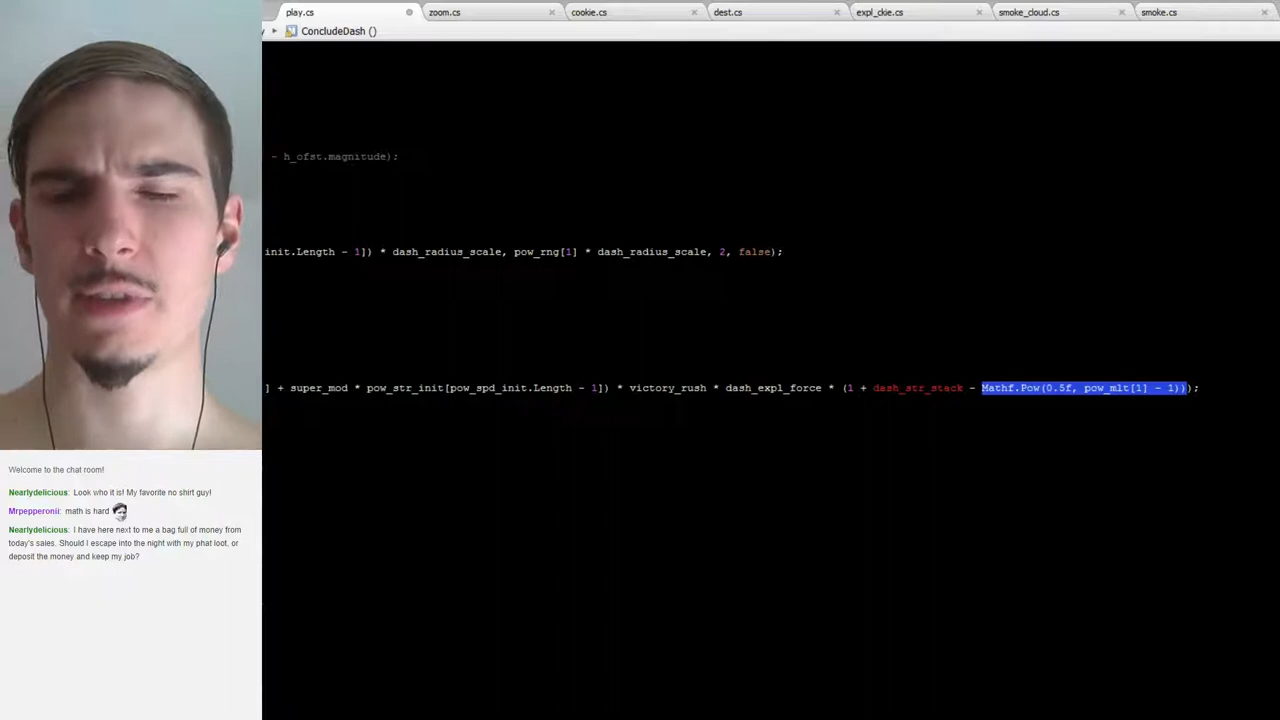 play.cs zoom.cs cookie.cs dest.cs expl_ckie.cs smoke_cloud.cs smoke.cs
ConcludeDash ()
- h_ofst.magnitude);
init.Length - 1]) * dash_radius_scale, pow_rng[1] * dash_radius_scale, 2, false);
] + super_mod * pow_str_init[pow_spd_init.Length - 1]) * victory_rush * dash_expl_force * (1 + dash_str_stack - Mathf.Pow(0.5f, pow_mlt[1] - 1));
Welcome to the chat room!
Nearlydelicious: Look who it is! My favorite no shirt guy!
Mrpepperonii: math is hard
Nearlydelicious: I have here next to me a bag full of money from
today's sales. Should I escape into the night with my phat loot, or
deposit the money and keep my job?